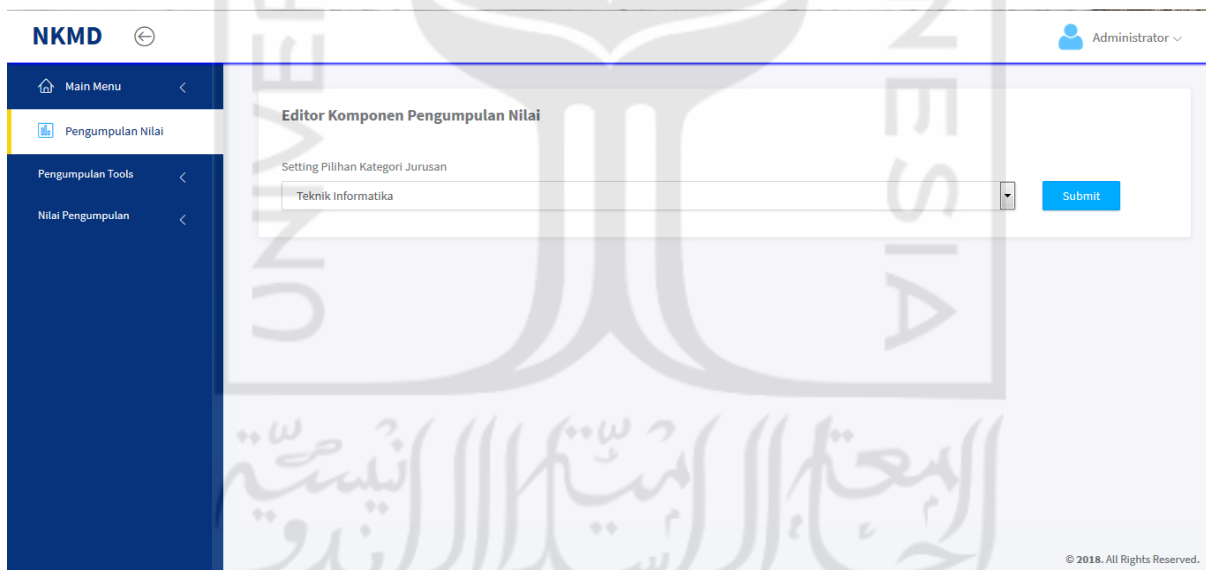 NKMD
Administrator
Main Menu
Pengumpulan Nilai
Pengumpulan Tools
Nilai Pengumpulan
Editor Komponen Pengumpulan Nilai
Setting Pilihan Kategori Jurusan
Teknik Informatika
Submit
© 2018. All Rights Reserved.